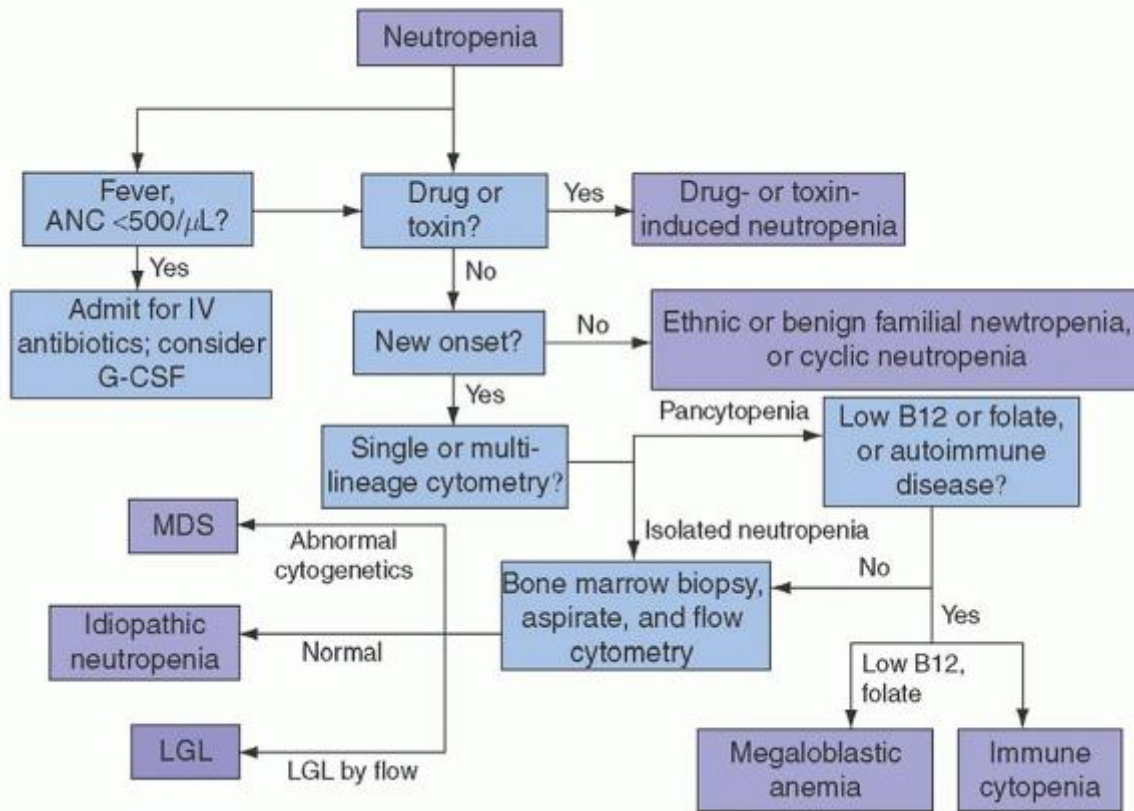 Neutropenia
Fever,
ANC <500/μL?
Drug or
toxin?
Yes
Drug- or toxin-
induced neutropenia
Yes
No
Admit for IV
antibiotics; consider
G-CSF
New onset?
No
Ethnic or benign familial newtropenia,
or cyclic neutropenia
Yes
Pancytopenia
Single or multi-
lineage cytometry?
Low B12 or folate,
or autoimmune
disease?
MDS
Abnormal
cytogenetics
Isolated neutropenia
Bone marrow biopsy,
aspirate, and flow
cytometry
No
Yes
Idiopathic
neutropenia
Normal
Low B12,
folate
LGL
LGL by flow
Megaloblastic
anemia
Immune
cytopenia